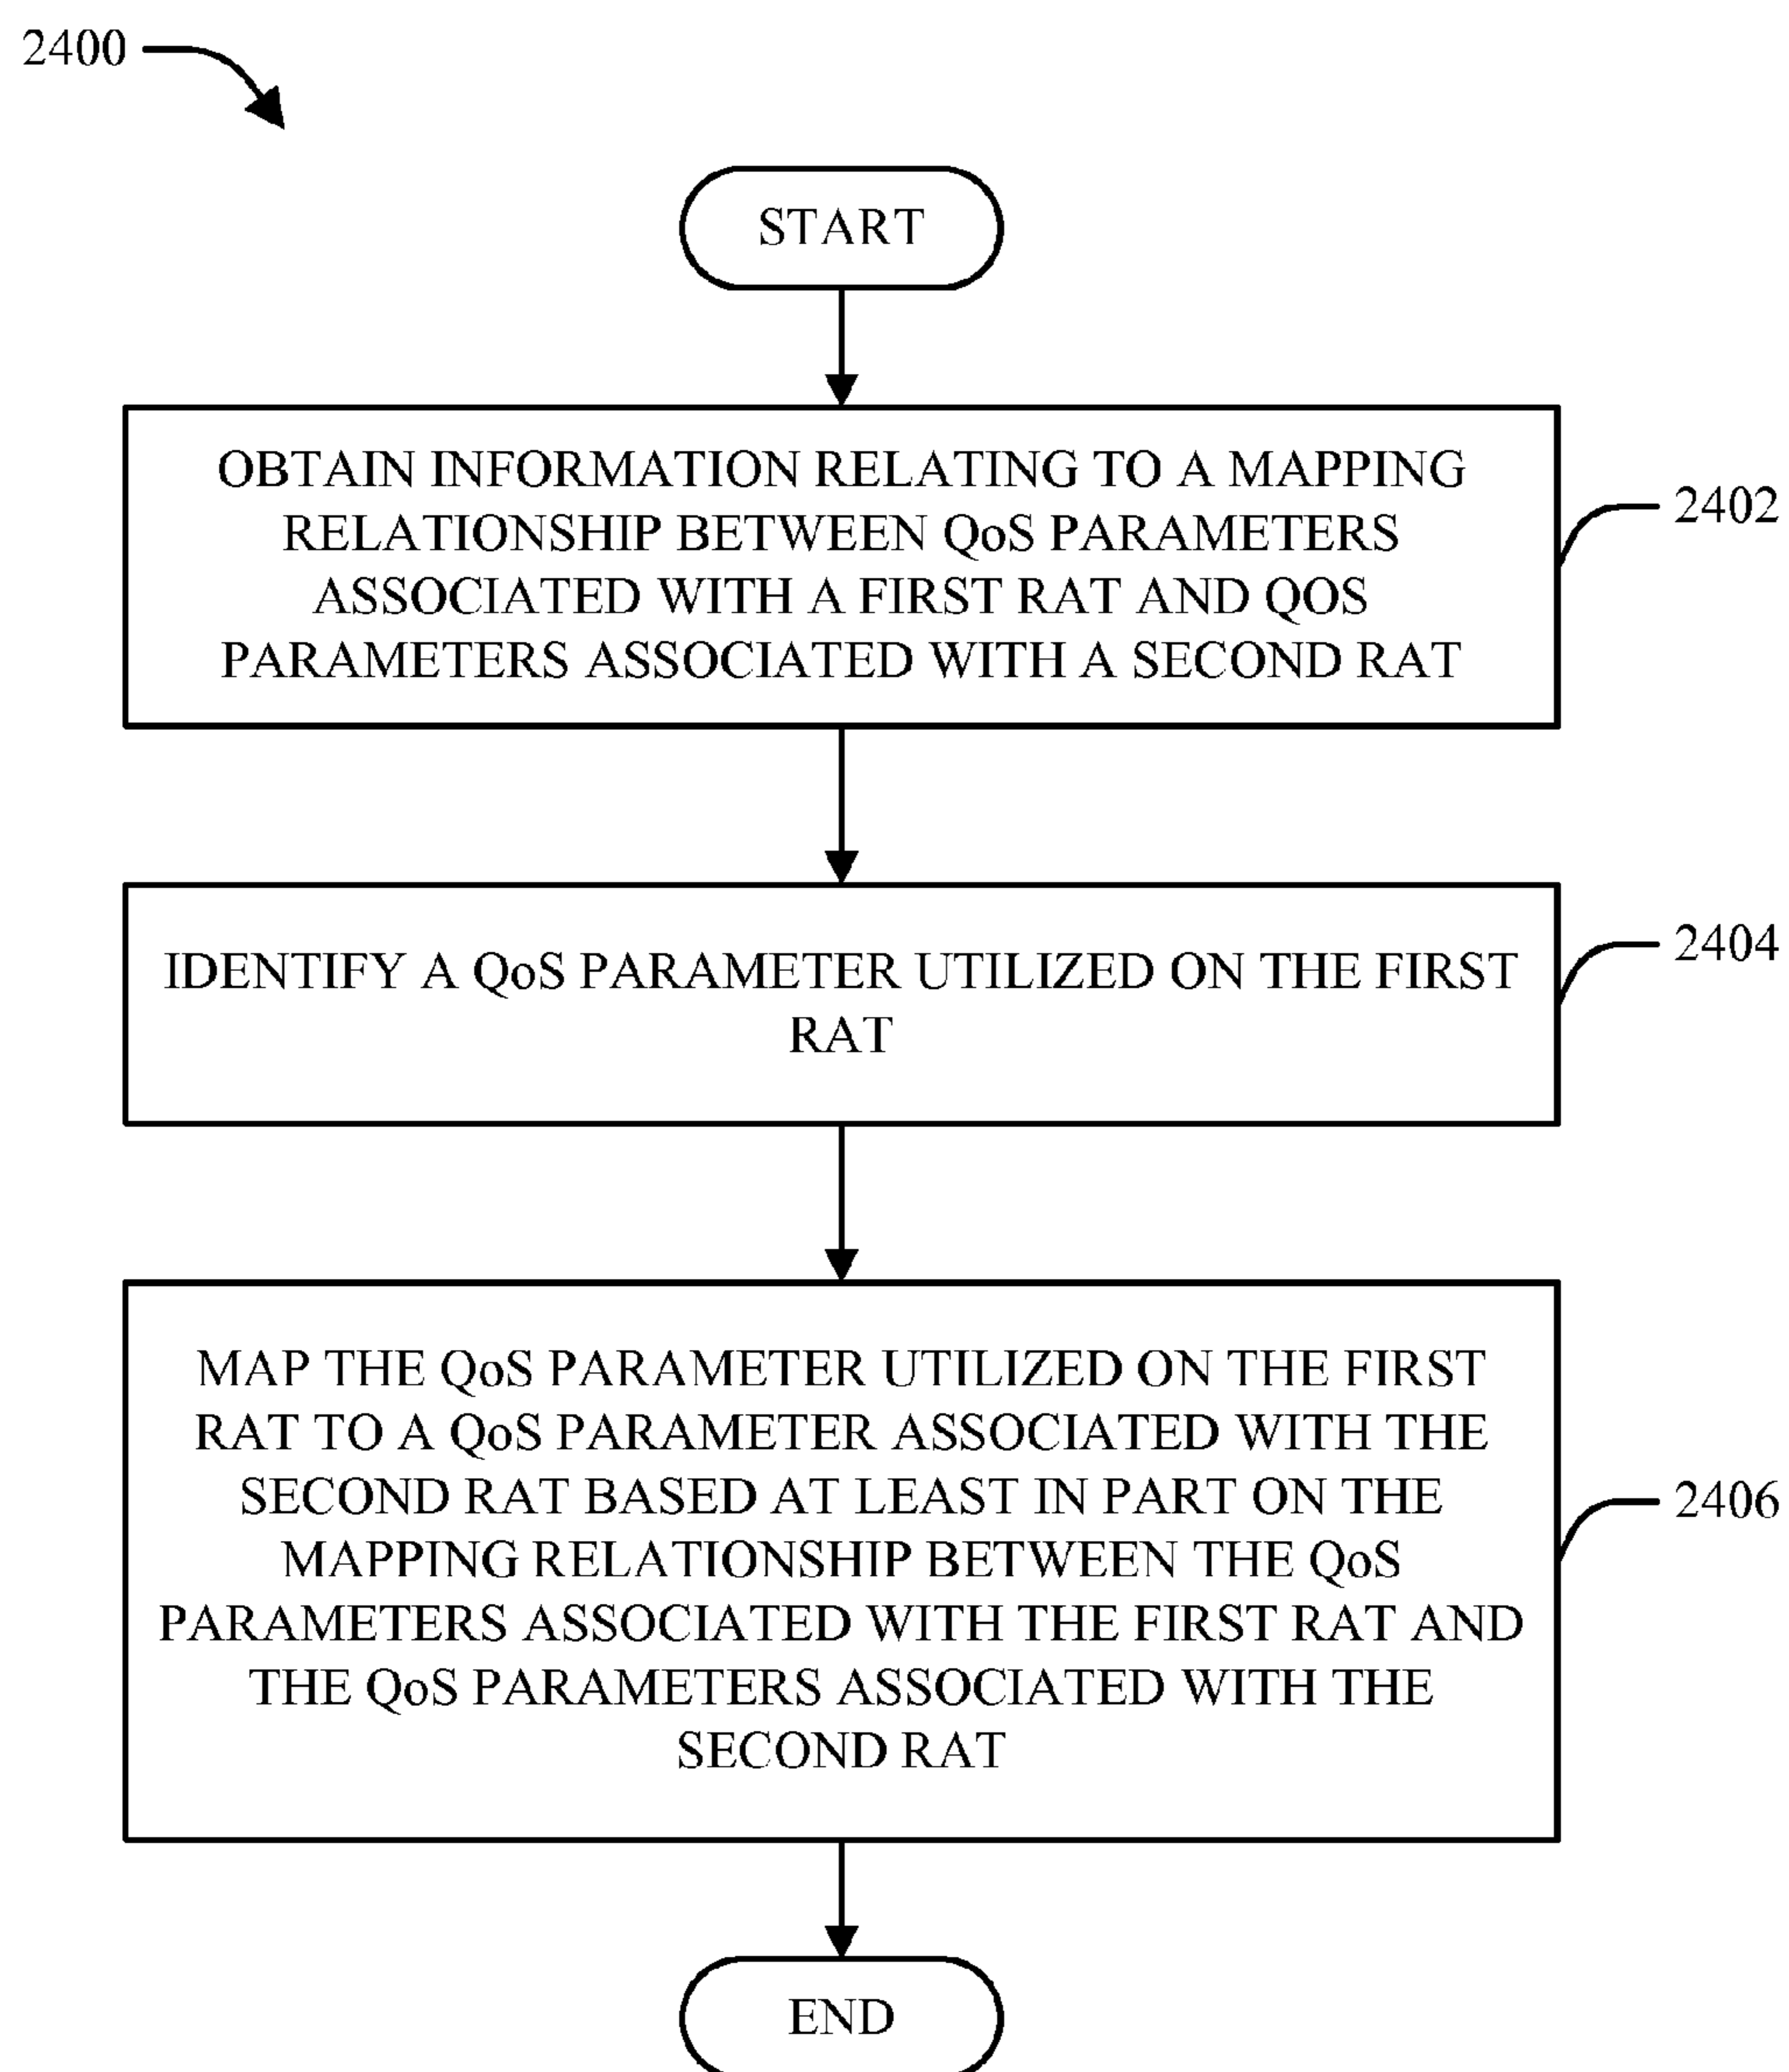 2400
START
OBTAIN INFORMATION RELATING TO A MAPPING
RELATIONSHIP BETWEEN QoS PARAMETERS
ASSOCIATED WITH A FIRST RAT AND QOS
PARAMETERS ASSOCIATED WITH A SECOND RAT
2402
IDENTIFY A QoS PARAMETER UTILIZED ON THE FIRST
RAT
2404
MAP THE QoS PARAMETER UTILIZED ON THE FIRST
RAT TO A QoS PARAMETER ASSOCIATED WITH THE
SECOND RAT BASED AT LEAST IN PART ON THE
MAPPING RELATIONSHIP BETWEEN THE QoS
PARAMETERS ASSOCIATED WITH THE FIRST RAT AND
THE QoS PARAMETERS ASSOCIATED WITH THE
SECOND RAT
2406
END